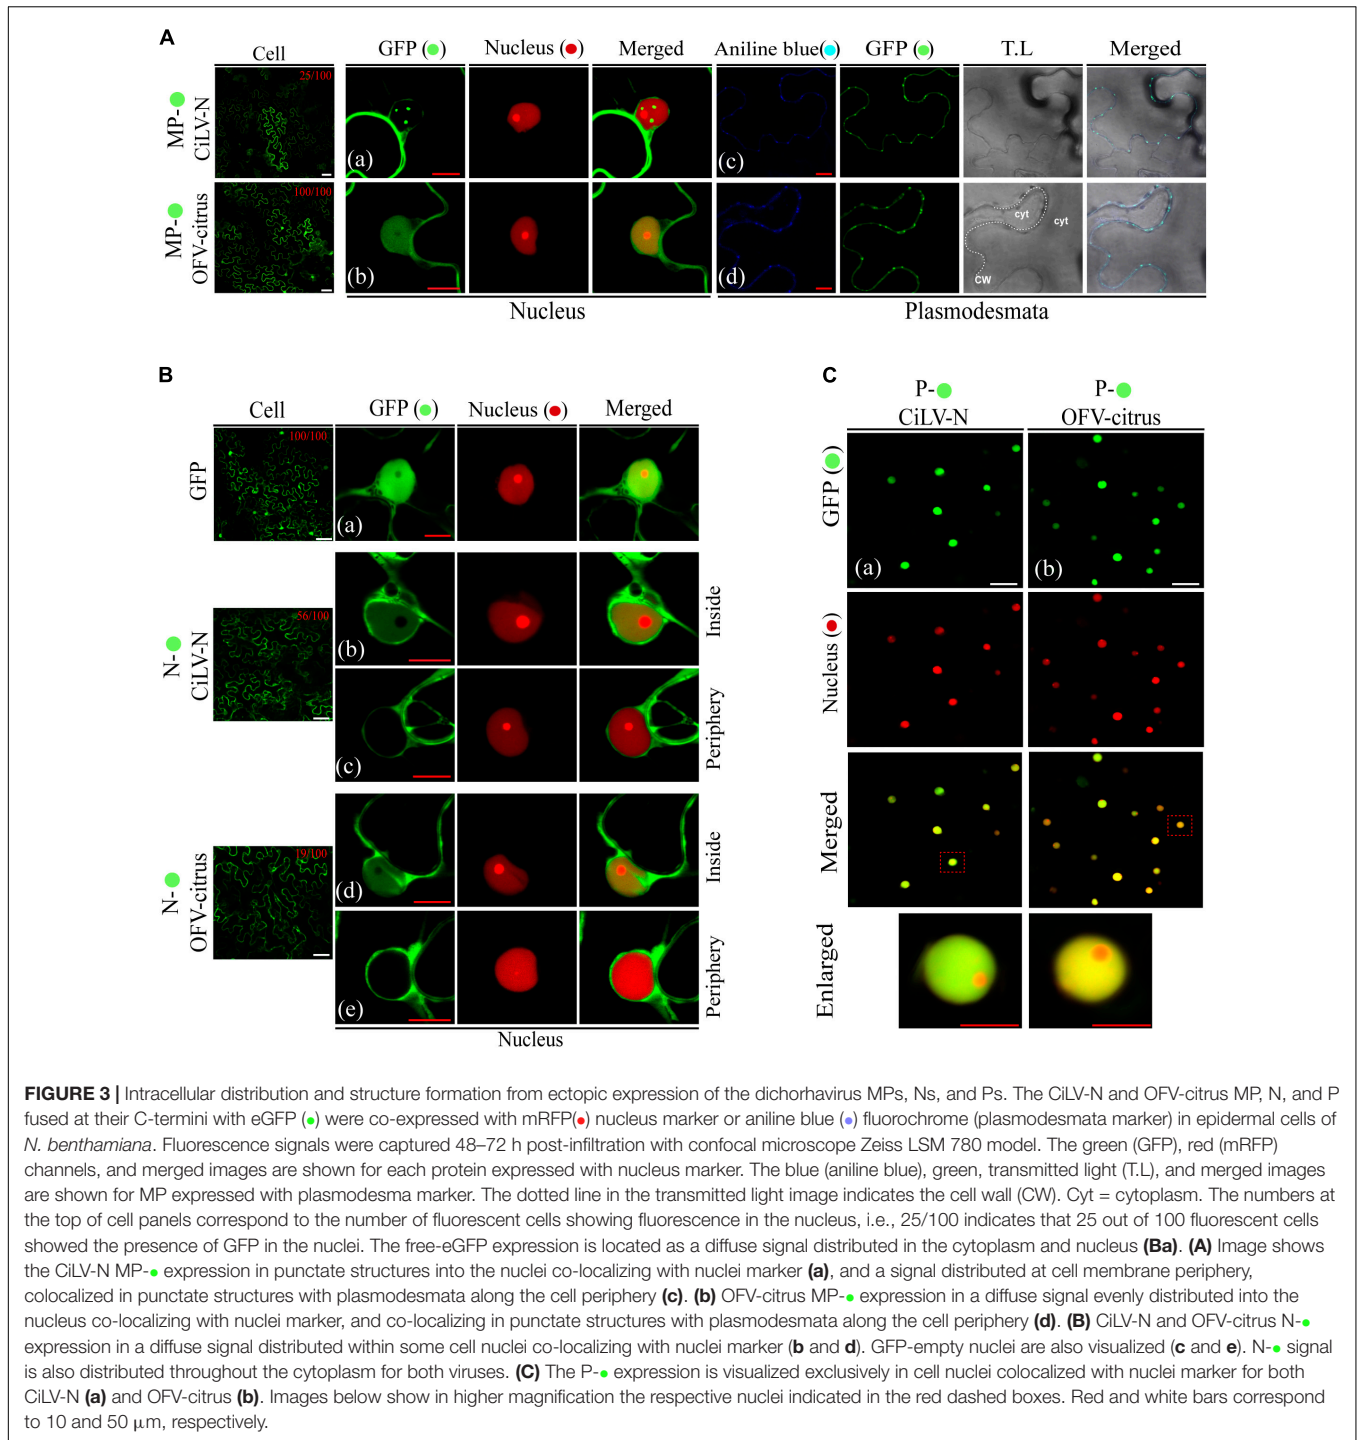 A
Cell
GFP (●)
Nucleus (●)
Merged
Aniline blue(●)
GFP (●)
T.L
Merged
MP-●
CiLV-N
25/100
(a)
(c)
MP-●
OFV-citrus
100/100
(b)
(d)
cyt
cyt
CW
Nucleus
Plasmodesmata
B
Cell
GFP (●)
Nucleus (●)
Merged
GFP
100/100
(a)
N-●
CiLV-N
56/100
(b)
Inside
(c)
Periphery
N-●
OFV-citrus
19/100
(d)
Inside
(e)
Periphery
Nucleus
C
P-●
CiLV-N
P-●
OFV-citrus
GFP (●)
(a)
(b)
Nucleus (●)
Merged
Enlarged
FIGURE 3 | Intracellular distribution and structure formation from ectopic expression of the dichorhavirus MPs, Ns, and Ps. The CiLV-N and OFV-citrus MP, N, and P
fused at their C-termini with eGFP (●) were co-expressed with mRFP(●) nucleus marker or aniline blue (●) fluorochrome (plasmodesmata marker) in epidermal cells of
N. benthamiana. Fluorescence signals were captured 48–72 h post-infiltration with confocal microscope Zeiss LSM 780 model. The green (GFP), red (mRFP)
channels, and merged images are shown for each protein expressed with nucleus marker. The blue (aniline blue), green, transmitted light (T.L), and merged images
are shown for MP expressed with plasmodesma marker. The dotted line in the transmitted light image indicates the cell wall (CW). Cyt = cytoplasm. The numbers at
the top of cell panels correspond to the number of fluorescent cells showing fluorescence in the nucleus, i.e., 25/100 indicates that 25 out of 100 fluorescent cells
showed the presence of GFP in the nuclei. The free-eGFP expression is located as a diffuse signal distributed in the cytoplasm and nucleus (Ba). (A) Image shows
the CiLV-N MP-● expression in punctate structures into the nuclei co-localizing with nuclei marker (a), and a signal distributed at cell membrane periphery,
colocalized in punctate structures with plasmodesmata along the cell periphery (c). (b) OFV-citrus MP-● expression in a diffuse signal evenly distributed into the
nucleus co-localizing with nuclei marker, and co-localizing in punctate structures with plasmodesmata along the cell periphery (d). (B) CiLV-N and OFV-citrus N-●
expression in a diffuse signal distributed within some cell nuclei co-localizing with nuclei marker (b and d). GFP-empty nuclei are also visualized (c and e). N-● signal
is also distributed throughout the cytoplasm for both viruses. (C) The P-● expression is visualized exclusively in cell nuclei colocalized with nuclei marker for both
CiLV-N (a) and OFV-citrus (b). Images below show in higher magnification the respective nuclei indicated in the red dashed boxes. Red and white bars correspond
to 10 and 50 μm, respectively.